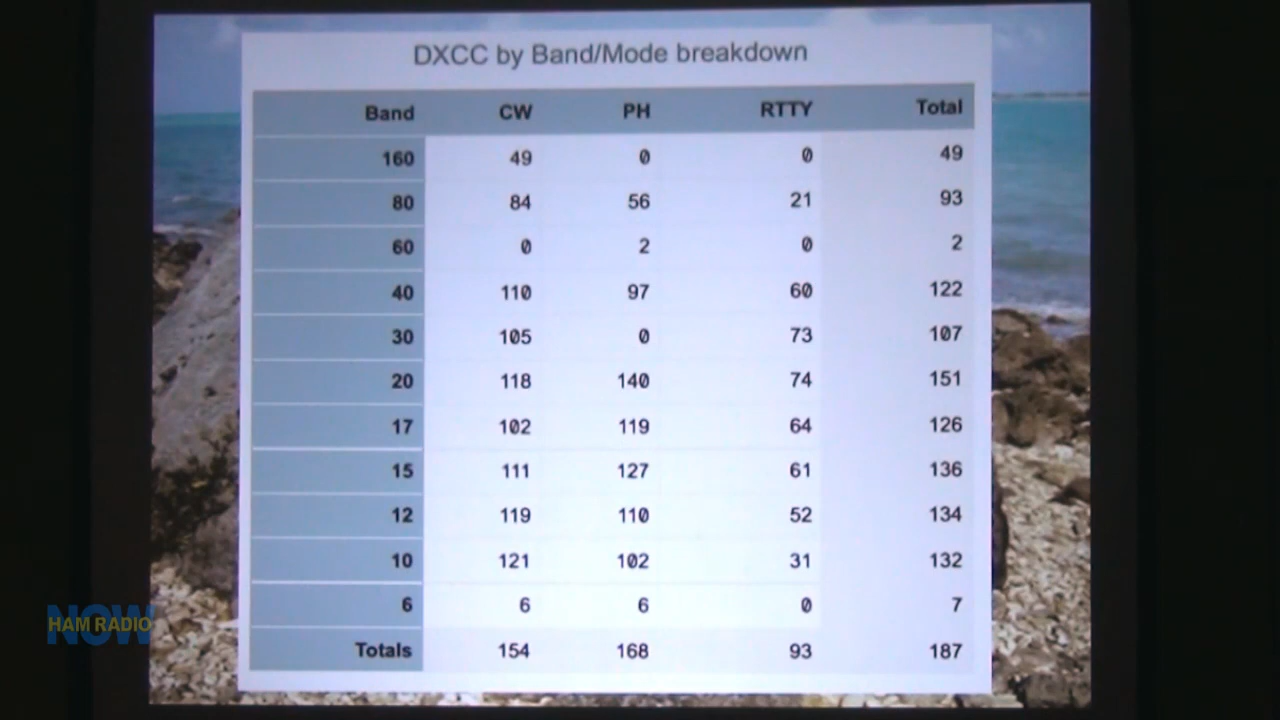 DXCC by Band/Mode breakdown
Band CW PH RTTY Total
160 49 0 0 49
80 84 56 21 93
60 0 2 0 2
40 110 97 60 122
30 105 0 73 107
20 118 140 74 151
17 102 119 64 126
15 111 127 61 136
12 119 110 52 134
10 121 102 31 132
6 6 6 0 7
Totals 154 168 93 187
NOW
HAM RADIO